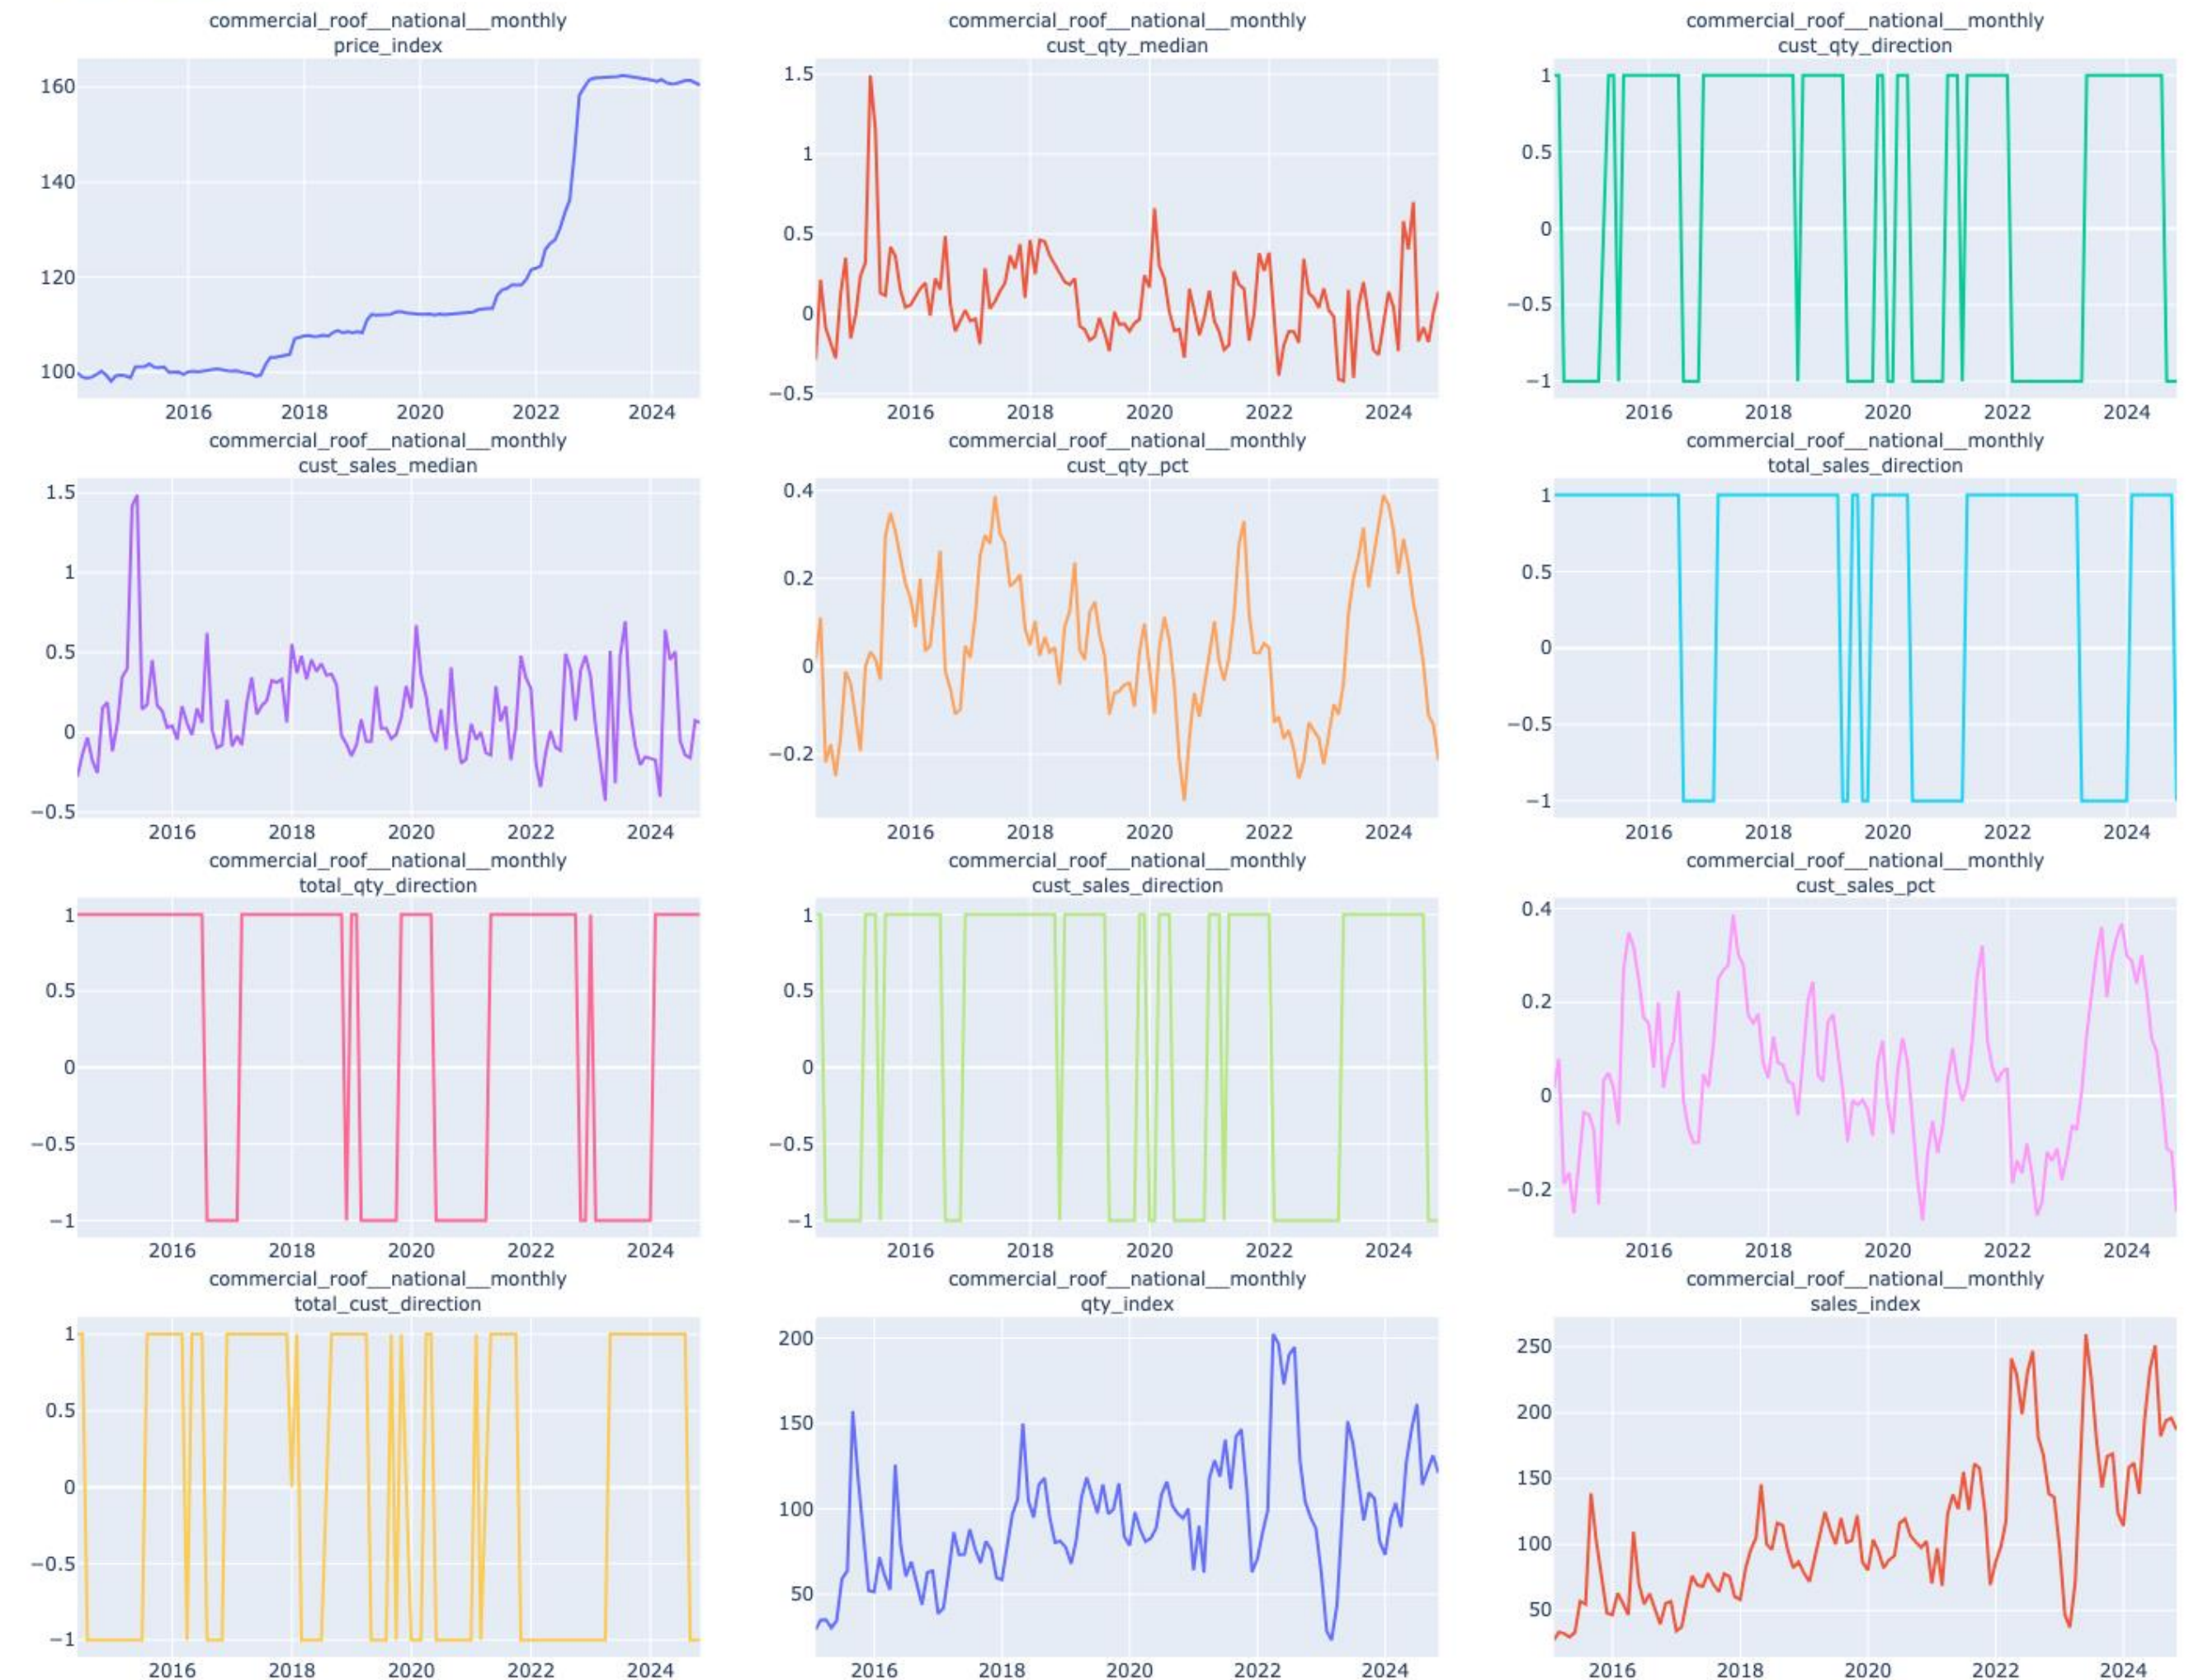 commercial_roof__national__monthly
price_index
160
140
120
100
2016 2018 2020 2022 2024
commercial_roof__national__monthly
cust_qty_median
1.5
1
0.5
0
−0.5
2016 2018 2020 2022 2024
commercial_roof__national__monthly
cust_qty_direction
1
0.5
0
−0.5
−1
2016 2018 2020 2022 2024
commercial_roof__national__monthly
cust_sales_median
1.5
1
0.5
0
−0.5
2016 2018 2020 2022 2024
commercial_roof__national__monthly
cust_qty_pct
0.4
0.2
0
−0.2
2016 2018 2020 2022 2024
commercial_roof__national__monthly
total_sales_direction
1
0.5
0
−0.5
−1
2016 2018 2020 2022 2024
commercial_roof__national__monthly
total_qty_direction
1
0.5
0
−0.5
−1
2016 2018 2020 2022 2024
commercial_roof__national__monthly
cust_sales_direction
1
0.5
0
−0.5
−1
2016 2018 2020 2022 2024
commercial_roof__national__monthly
cust_sales_pct
0.4
0.2
0
−0.2
2016 2018 2020 2022 2024
commercial_roof__national__monthly
total_cust_direction
1
0.5
0
−0.5
−1
2016 2018 2020 2022 2024
commercial_roof__national__monthly
qty_index
200
150
100
50
2016 2018 2020 2022 2024
commercial_roof__national__monthly
sales_index
250
200
150
100
50
2016 2018 2020 2022 2024